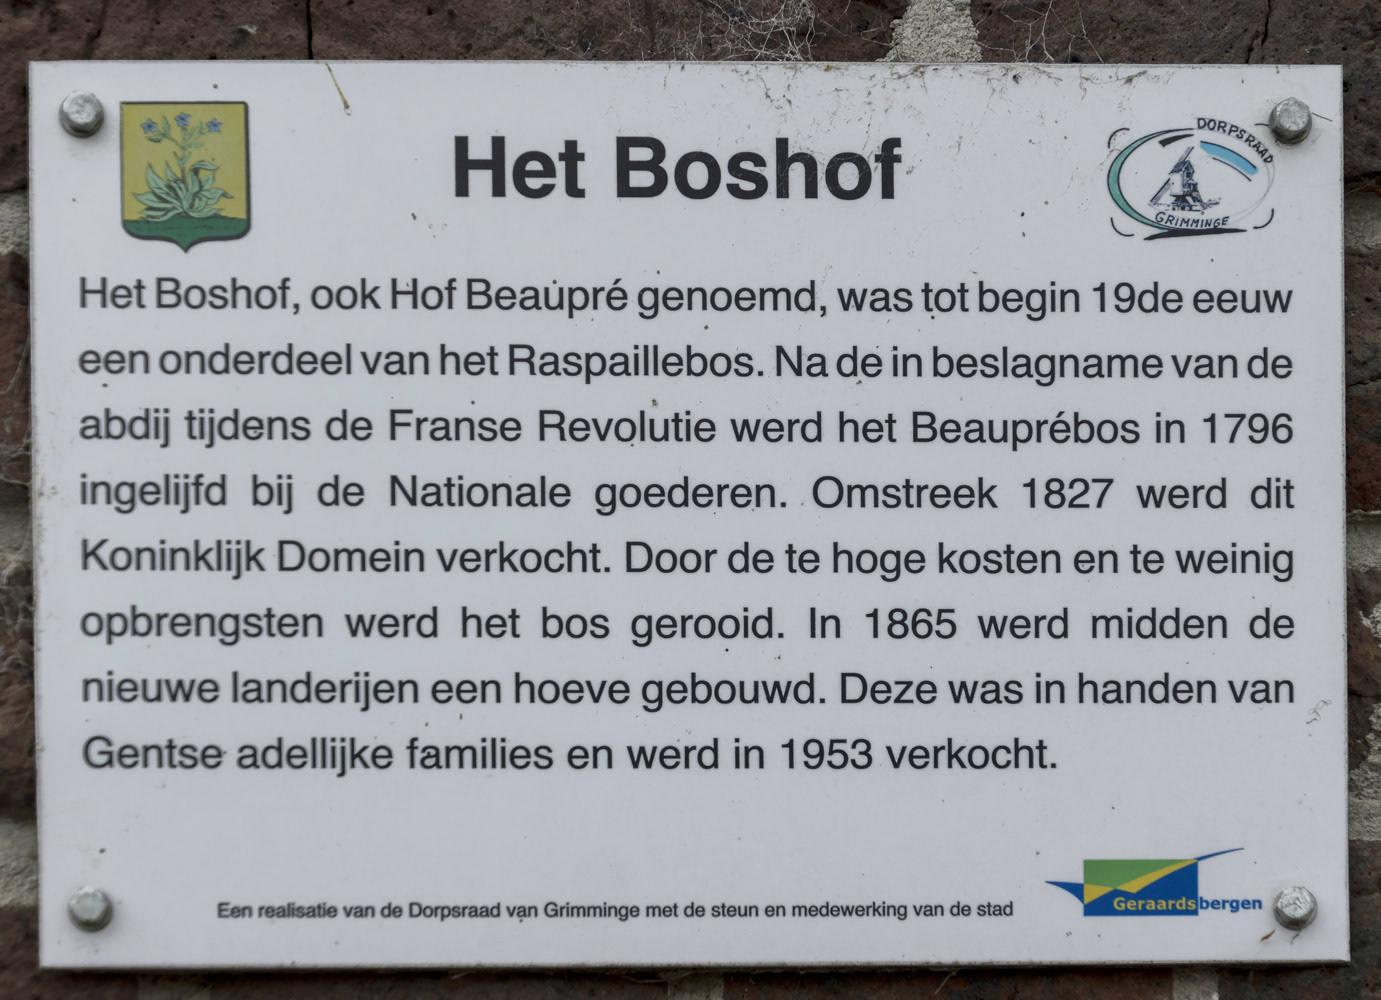 Het Boshof
DORPSRAAD
GRIMMINGE
Het Boshof, ook Hof Beaupré genoemd, was tot begin 19de eeuw
een onderdeel van het Raspaillebos. Na de in beslagname van de
abdij tijdens de Franse Revolutie werd het Beauprébos in 1796
ingelijfd bij de Nationale goederen. Omstreek 1827 werd dit
Koninklijk Domein verkocht. Door de te hoge kosten en te weinig
opbrengsten werd het bos gerooid. In 1865 werd midden de
nieuwe landerijen een hoeve gebouwd. Deze was in handen van
Gentse adellijke families en werd in 1953 verkocht.
Een realisatie van de Dorpsraad van Grimminge met de steun en medewerking van de stad
Geraardsbergen